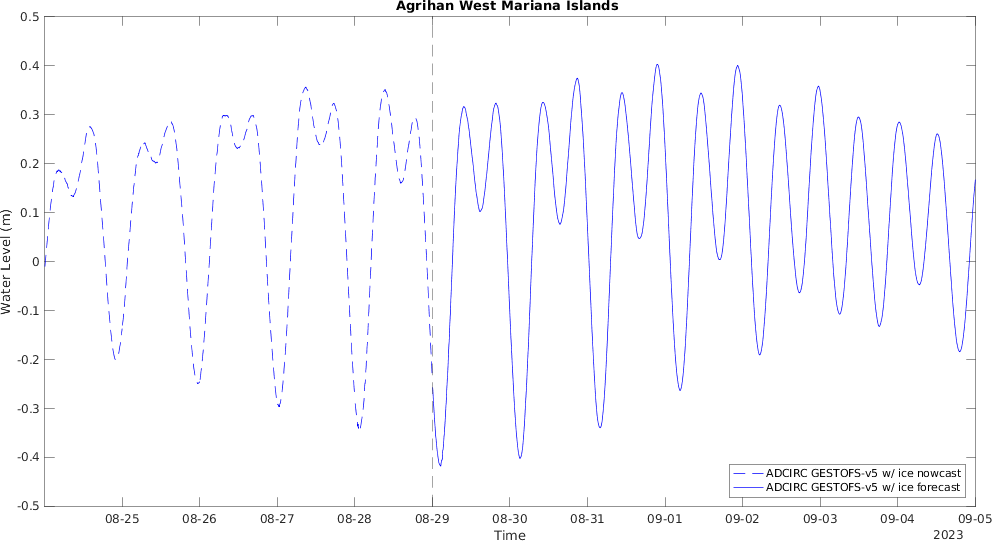 Agrihan West Mariana Islands
0.5
0.4
0.3
0.2
0.1
0
-0.1
-0.2
-0.3
-0.4
-0.5
Water Level (m)
ADCIRC GESTOFS-v5 w/ ice nowcast
ADCIRC GESTOFS-v5 w/ ice forecast
08-25 08-26 08-27 08-28 08-29 08-30 08-31 09-01 09-02 09-03 09-04 09-05
Time
2023